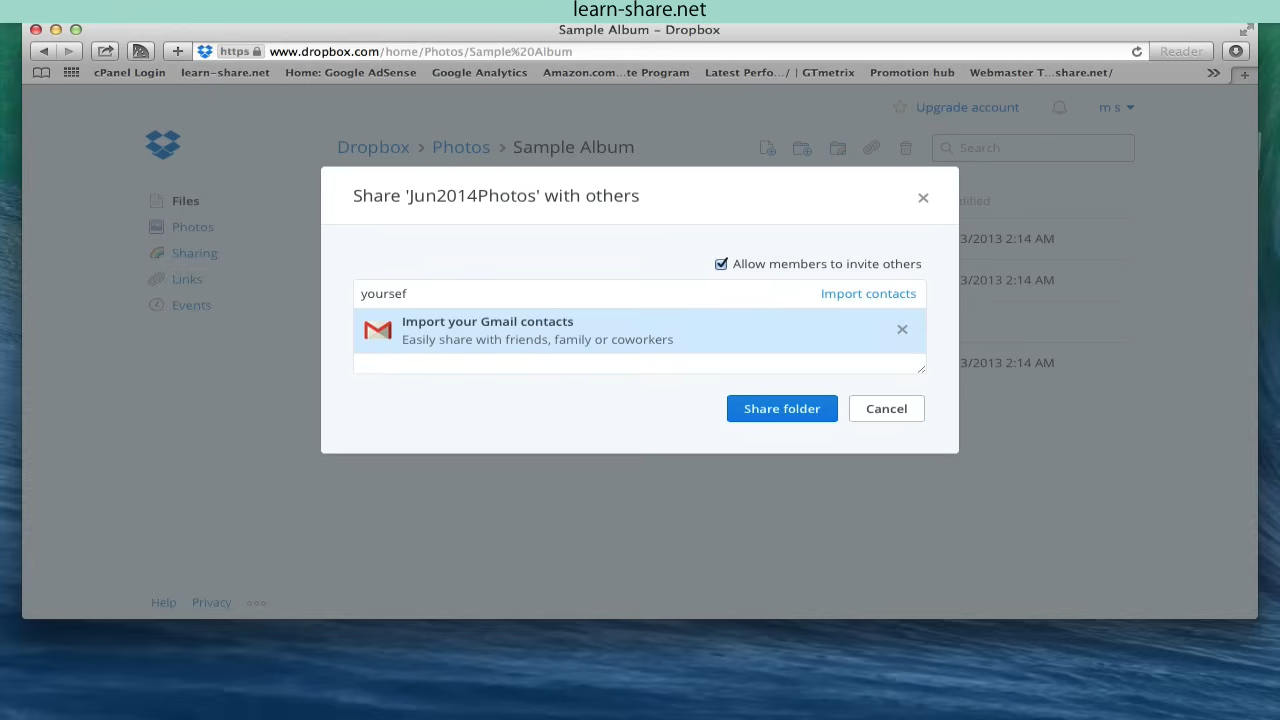 learn-share.net
Sample Album – Dropbox
https www.dropbox.com/home/Photos/Sample%20Album Reader
cPanel Login learn-share.net Home: Google AdSense Google Analytics Amazon.com...te Program Latest Perfo.../ | GTmetrix Promotion hub Webmaster T...share.net/
Upgrade account m s
Dropbox › Photos › Sample Album Search
Share 'Jun2014Photos' with others
Files
Photos
Sharing
Links
Events
dified
3/2013 2:14 AM
3/2013 2:14 AM
3/2013 2:14 AM
Allow members to invite others
yoursef Import contacts
Import your Gmail contacts
Easily share with friends, family or coworkers
Share folder Cancel
Help Privacy